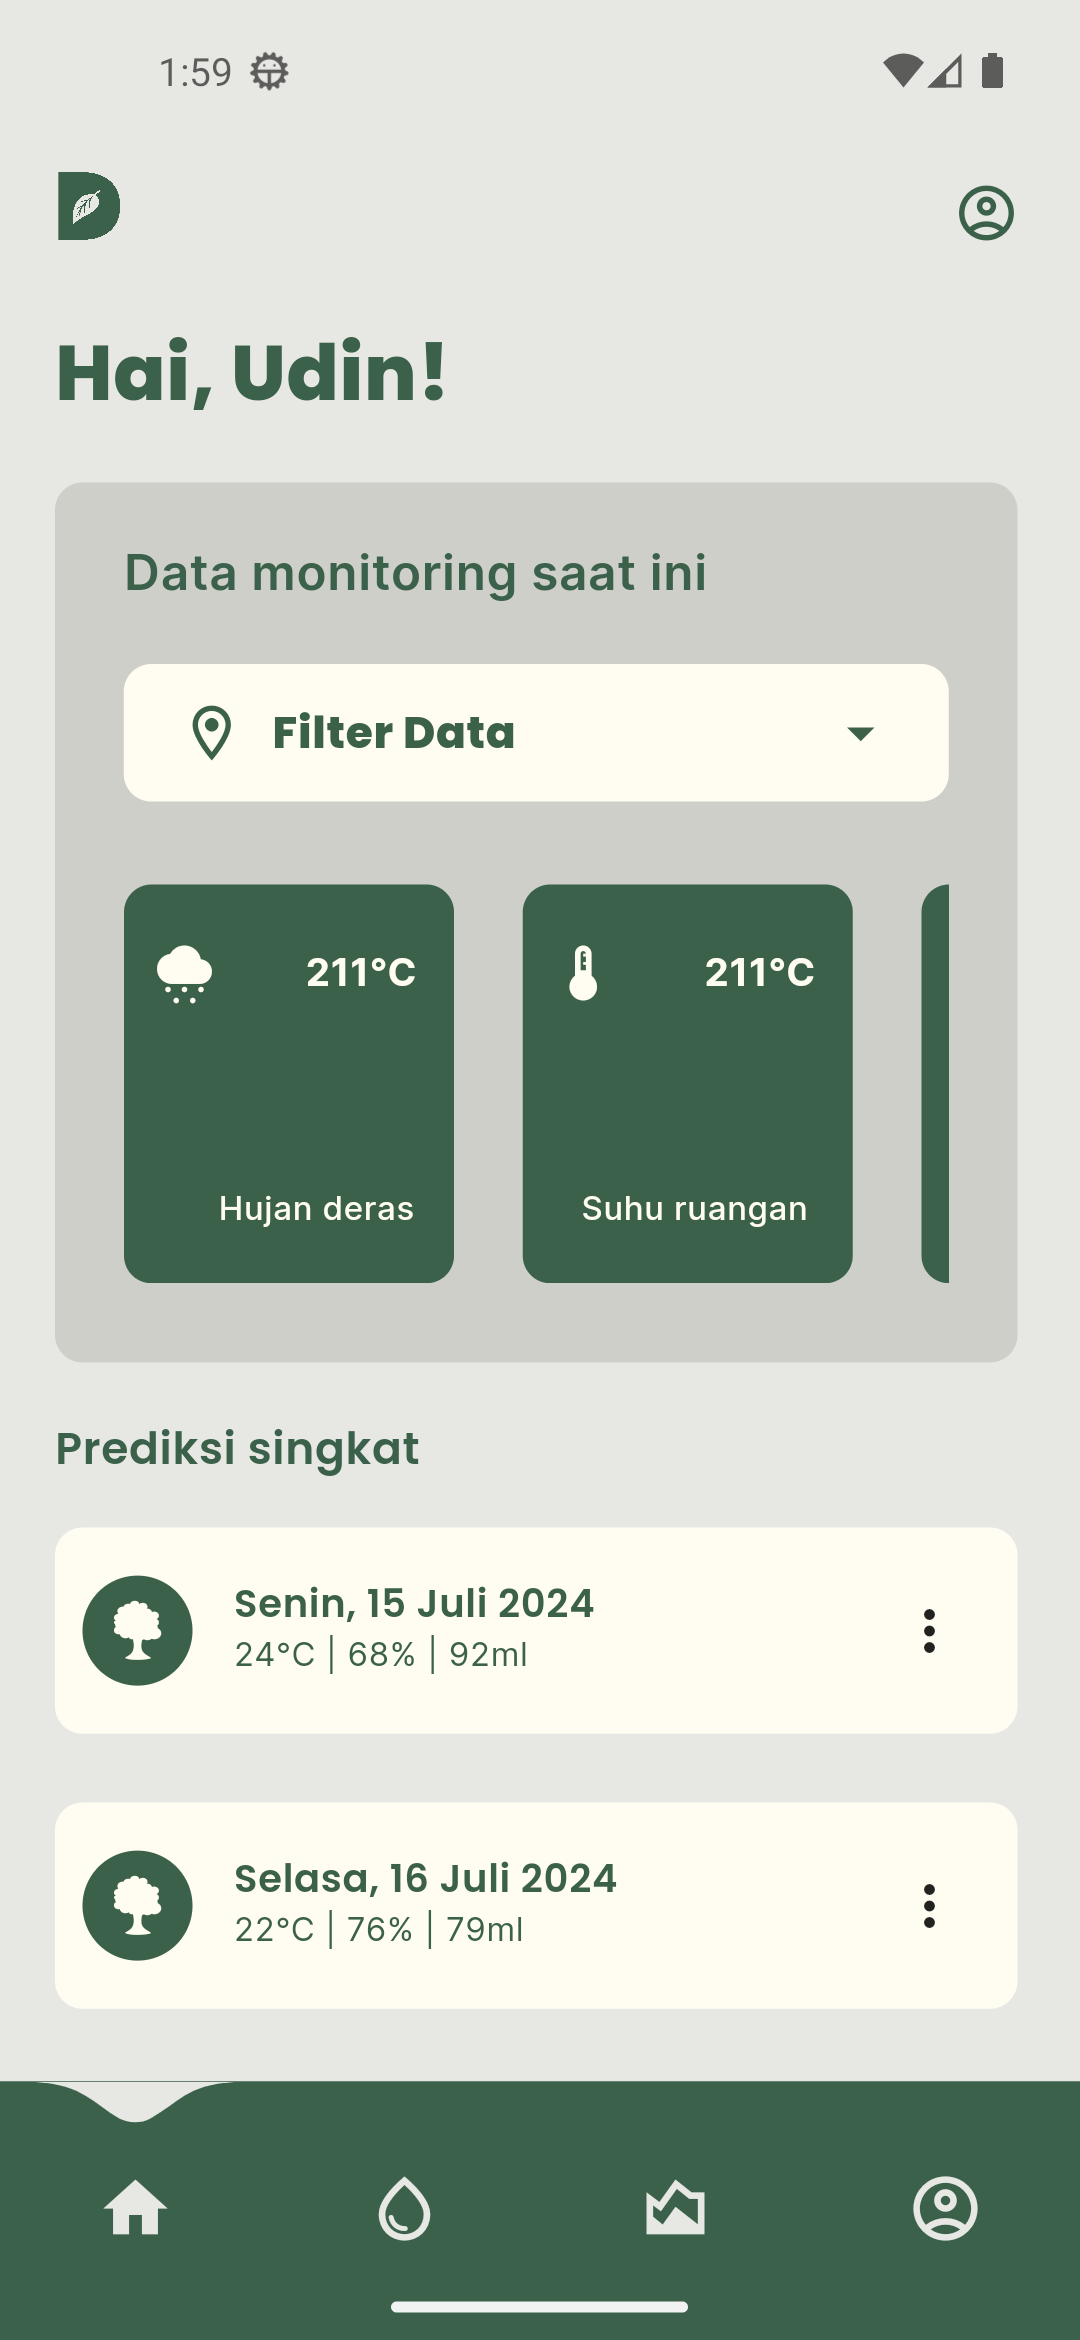 1:59
Hai, Udin!
Data monitoring saat ini
Filter Data
211°C
211°C
Hujan deras
Suhu ruangan
Prediksi singkat
Senin, 15 Juli 2024
24°C | 68% | 92ml
Selasa, 16 Juli 2024
22°C | 76% | 79ml